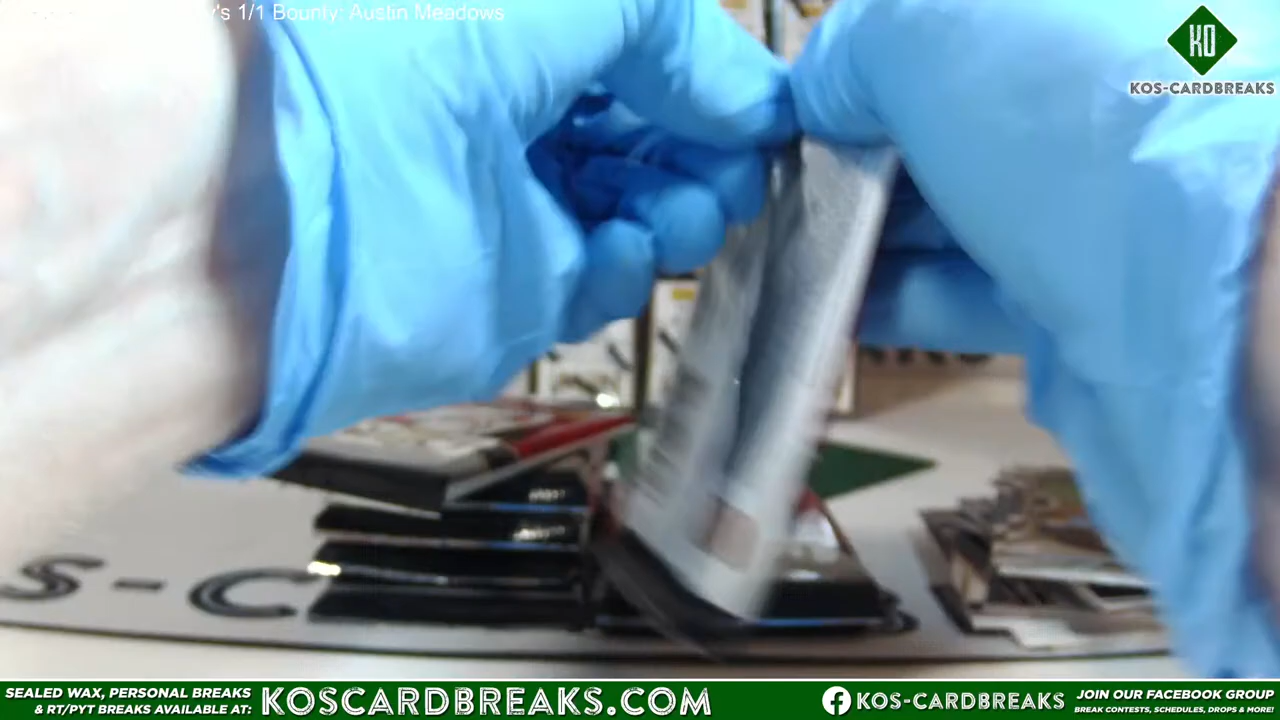 's 1/1 Bounty: Austin Meadows
KO
KOS-CARDBREAKS
S-C
SEALED WAX, PERSONAL BREAKS
& RT/PYT BREAKS AVAILABLE AT:
KOSCARDBREAKS.COM
KOS-CARDBREAKS
JOIN OUR FACEBOOK GROUP
BREAK CONTESTS, SCHEDULES, DROPS & MORE!